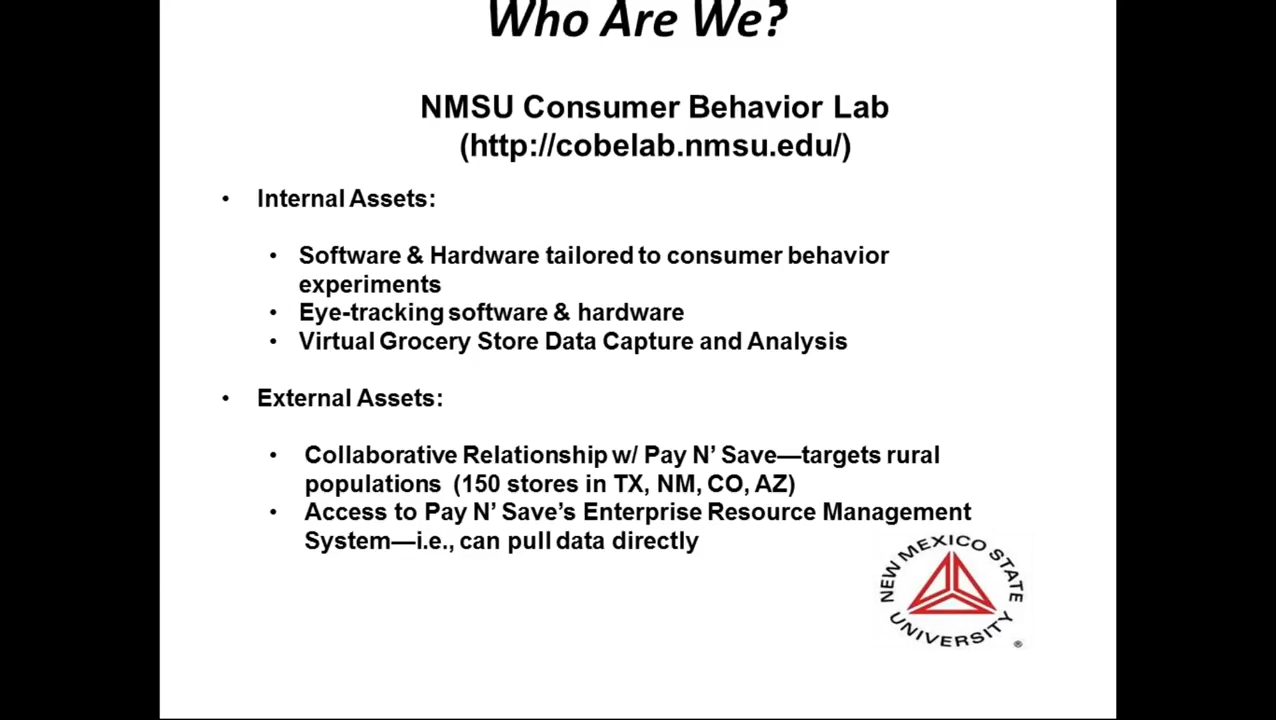 Who Are We?
NMSU Consumer Behavior Lab
(http://cobelab.nmsu.edu/)
• Internal Assets:
• Software & Hardware tailored to consumer behavior
experiments
• Eye-tracking software & hardware
• Virtual Grocery Store Data Capture and Analysis
• External Assets:
• Collaborative Relationship w/ Pay N’ Save—targets rural
populations (150 stores in TX, NM, CO, AZ)
• Access to Pay N’ Save’s Enterprise Resource Management
System—i.e., can pull data directly
NEW MEXICO STATE
UNIVERSITY
®